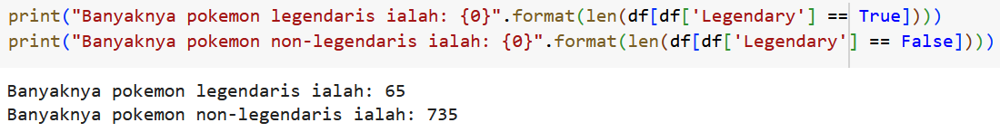 print("Banyaknya pokemon legendaris ialah: {0}".format(len(df[df['Legendary'] == True])))
print("Banyaknya pokemon non-legendaris ialah: {0}".format(len(df[df['Legendary'] == False])))
Banyaknya pokemon legendaris ialah: 65
Banyaknya pokemon non-legendaris ialah: 735